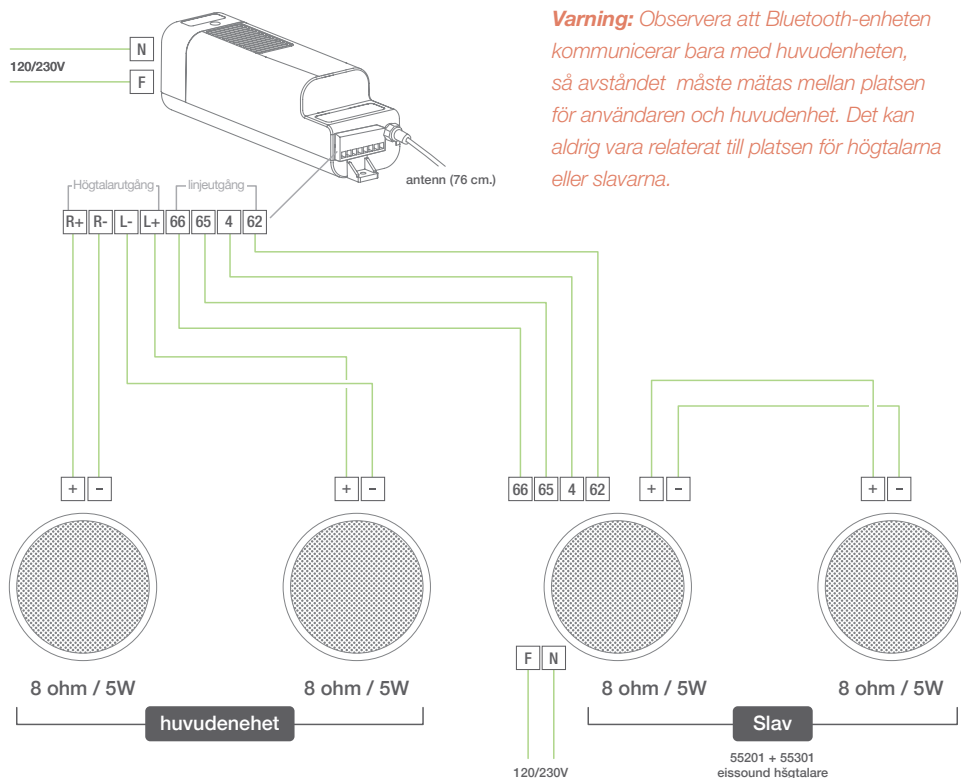 Varning: Observera att Bluetooth-enheten
kommunicerar bara med huvudenheten,
så avståndet måste mätas mellan platsen
för användaren och huvudenhet. Det kan
aldrig vara relaterat till platsen för högtalarna
eller slavarna.
N
120/230V
F
antenn (76 cm.)
Högtalarutgång linjeutgång
R+ R- L- L+ 66 65 4 62
+ - + - 66 65 4 62 + - + -
F N
8 ohm / 5W 8 ohm / 5W 8 ohm / 5W 8 ohm / 5W
huvudenehet Slav
55201 + 55301
eissound hšgtalare
120/230V